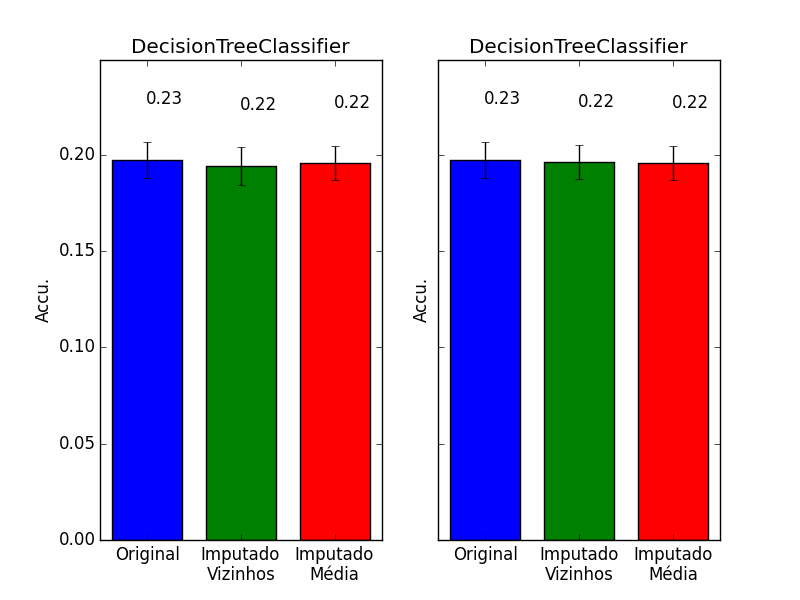 DecisionTreeClassifier
0.23
0.22
0.22
0.20
0.15
0.10
0.05
0.00
Accu.
Original
Imputado
Vizinhos
Imputado
Média
DecisionTreeClassifier
0.23
0.22
0.22
Accu.
Original
Imputado
Vizinhos
Imputado
Média